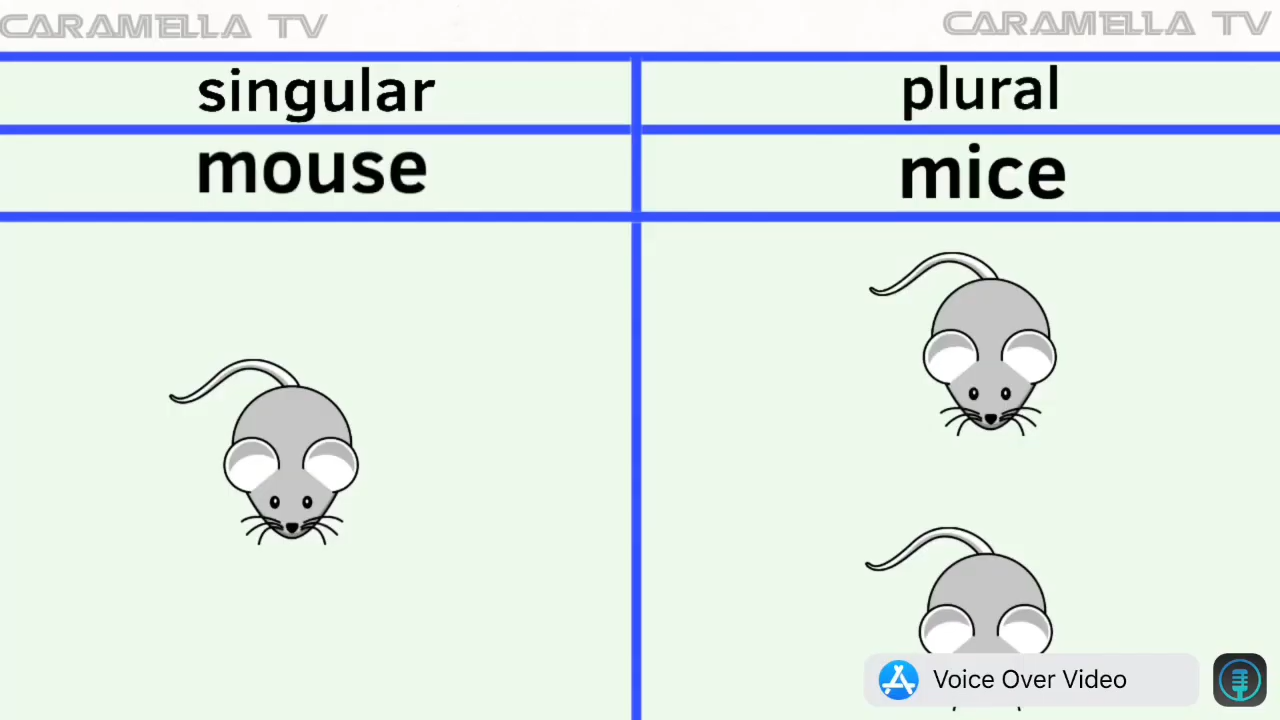 CARAMELLA TV CARAMELLA TV
singular plural
mouse mice
Voice Over Video